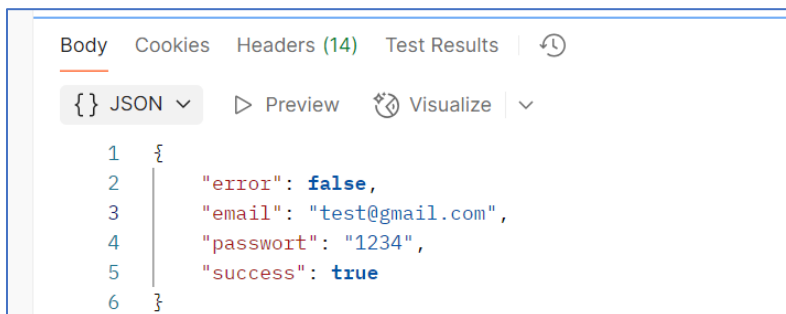 Body Cookies Headers (14) Test Results
{} JSON Preview Visualize
1 {
2 "error": false,
3 "email": "test@gmail.com",
4 "passwort": "1234",
5 "success": true
6 }